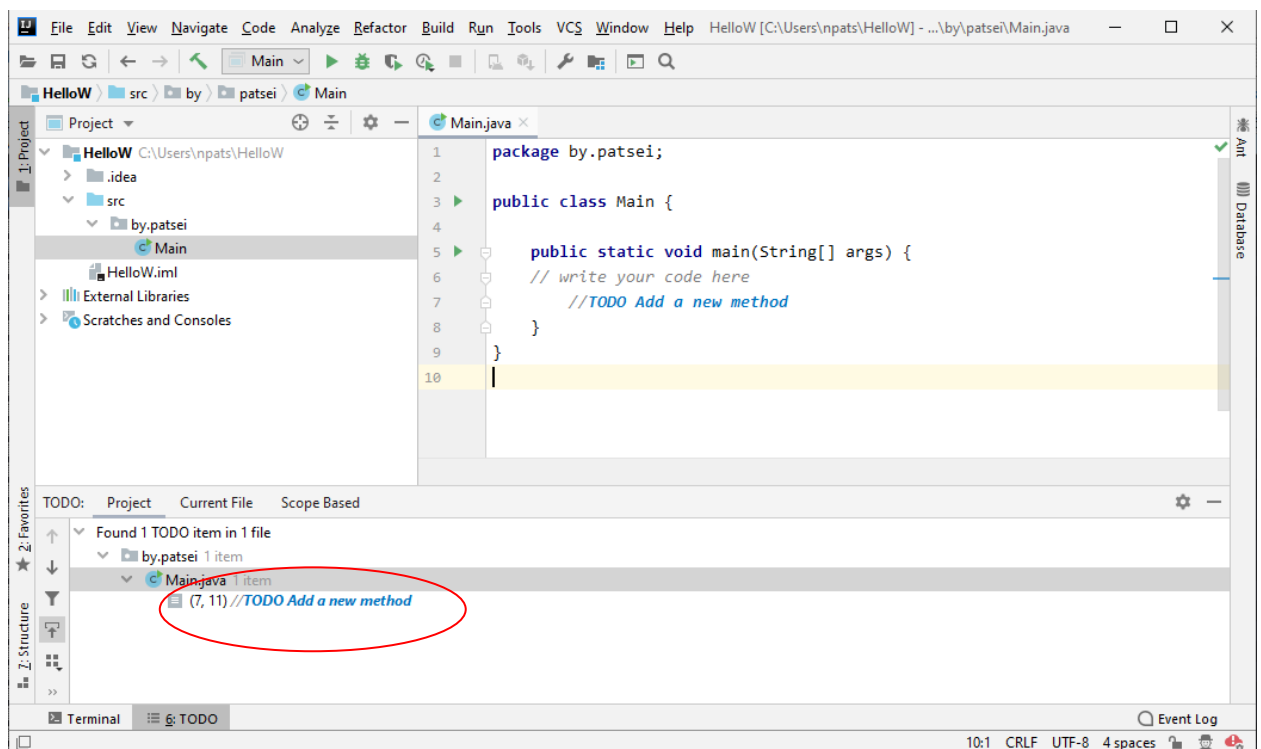 File Edit View Navigate Code Analyze Refactor Build Run Tools VCS Window Help HelloW [C:\Users\npats\HelloW] - ...\by\patsei\Main.java
Main
HelloW src by patsei Main
1: Project
Project
HelloW C:\Users\npats\HelloW
.idea
src
by.patsei
Main
HelloW.iml
External Libraries
Scratches and Consoles
Main.java
1 package by.patsei;
2
3 public class Main {
4
5 public static void main(String[] args) {
6 // write your code here
7 //TODO Add a new method
8 }
9 }
10
Ant
Database
2: Favorites
7: Structure
TODO: Project Current File Scope Based
Found 1 TODO item in 1 file
by.patsei 1 item
Main.java 1 item
(7, 11) //TODO Add a new method
>>
Terminal 6: TODO Event Log
10:1 CRLF UTF-8 4 spaces